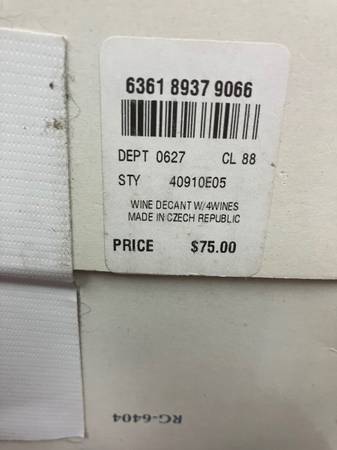 6361 8937 9066
DEPT 0627 CL 88
STY 40910E05
WINE DECANT W/4WINES
MADE IN CZECH REPUBLIC
PRICE $75.00
RG-6404